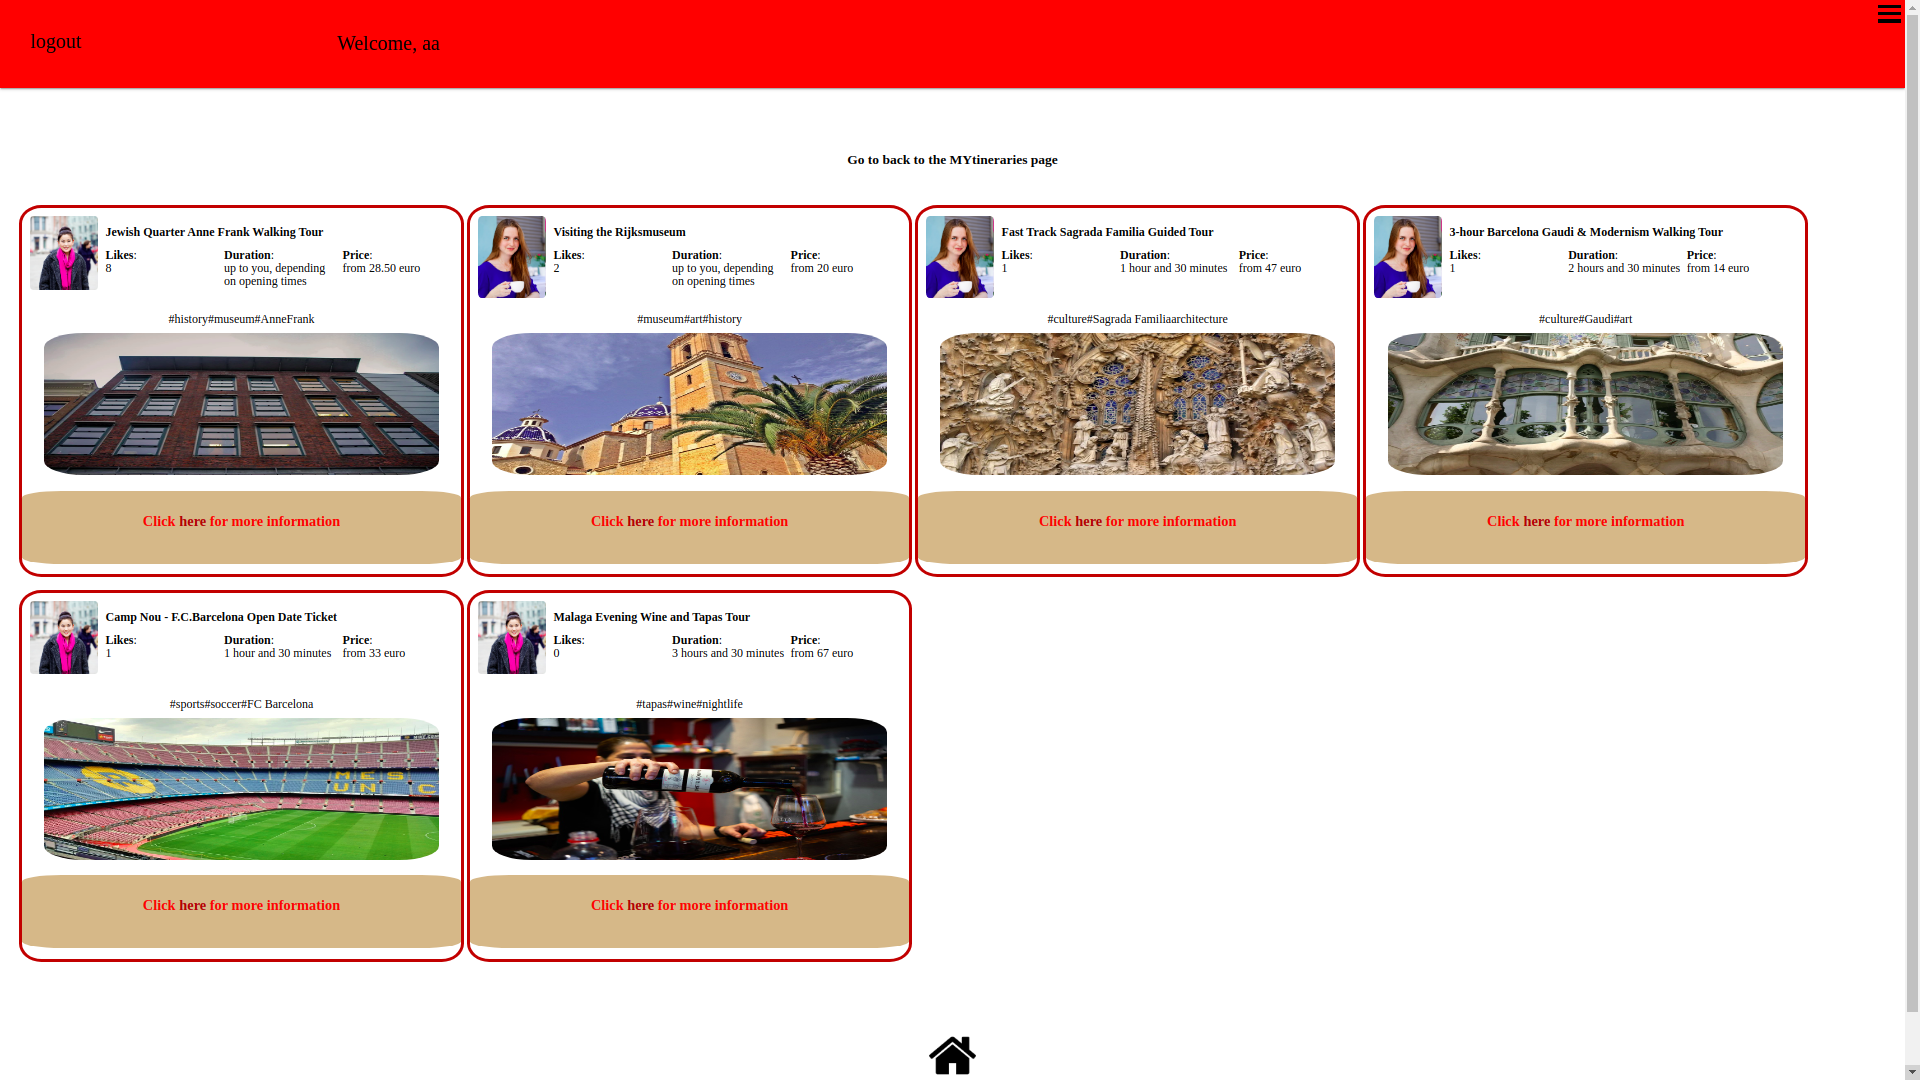 logout
Welcome, aa
Go to back to the MYtineraries page
Jewish Quarter Anne Frank Walking Tour
Likes:
8
Duration:
up to you, depending
on opening times
Price:
from 28.50 euro
#history#museum#AnneFrank
Click here for more information
Visiting the Rijksmuseum
Likes:
2
Duration:
up to you, depending
on opening times
Price:
from 20 euro
#museum#art#history
Click here for more information
Fast Track Sagrada Familia Guided Tour
Likes:
1
Duration:
1 hour and 30 minutes
Price:
from 47 euro
#culture#Sagrada Familiaarchitecture
Click here for more information
3-hour Barcelona Gaudi & Modernism Walking Tour
Likes:
1
Duration:
2 hours and 30 minutes
Price:
from 14 euro
#culture#Gaudi#art
Click here for more information
Camp Nou - F.C.Barcelona Open Date Ticket
Likes:
1
Duration:
1 hour and 30 minutes
Price:
from 33 euro
#sports#soccer#FC Barcelona
MES
UN C
Click here for more information
Malaga Evening Wine and Tapas Tour
Likes:
0
Duration:
3 hours and 30 minutes
Price:
from 67 euro
#tapas#wine#nightlife
Click here for more information